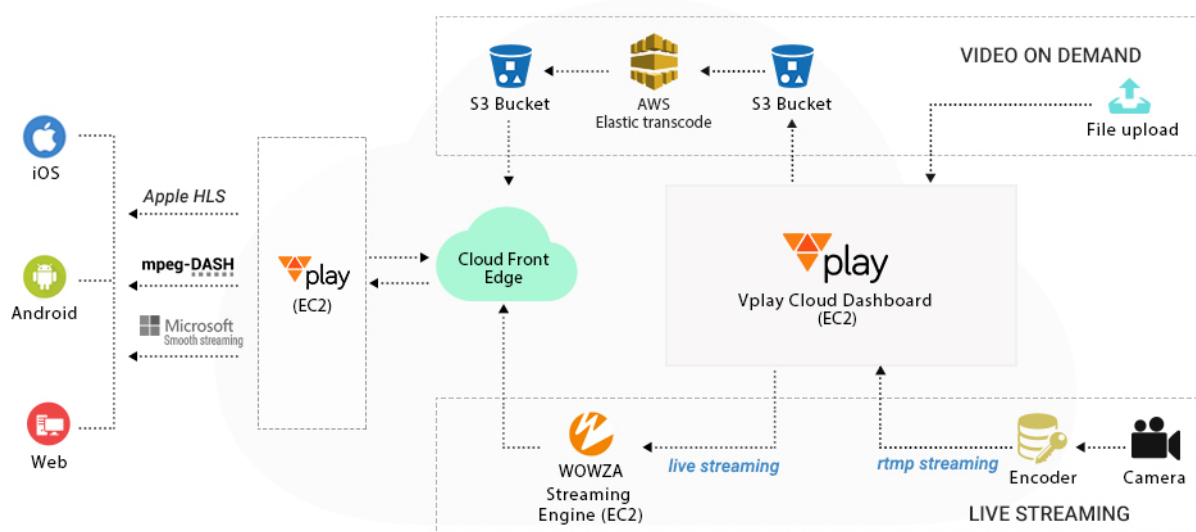 VIDEO ON DEMAND
S3 Bucket
AWS
Elastic transcode
S3 Bucket
File upload
iOS
Android
Web
Apple HLS
mpeg-DASH
Microsoft
Smooth streaming
play
(EC2)
Cloud Front
Edge
play
Vplay Cloud Dashboard
(EC2)
WOWZA
Streaming
Engine (EC2)
live streaming
rtmp streaming
Encoder
Camera
LIVE STREAMING